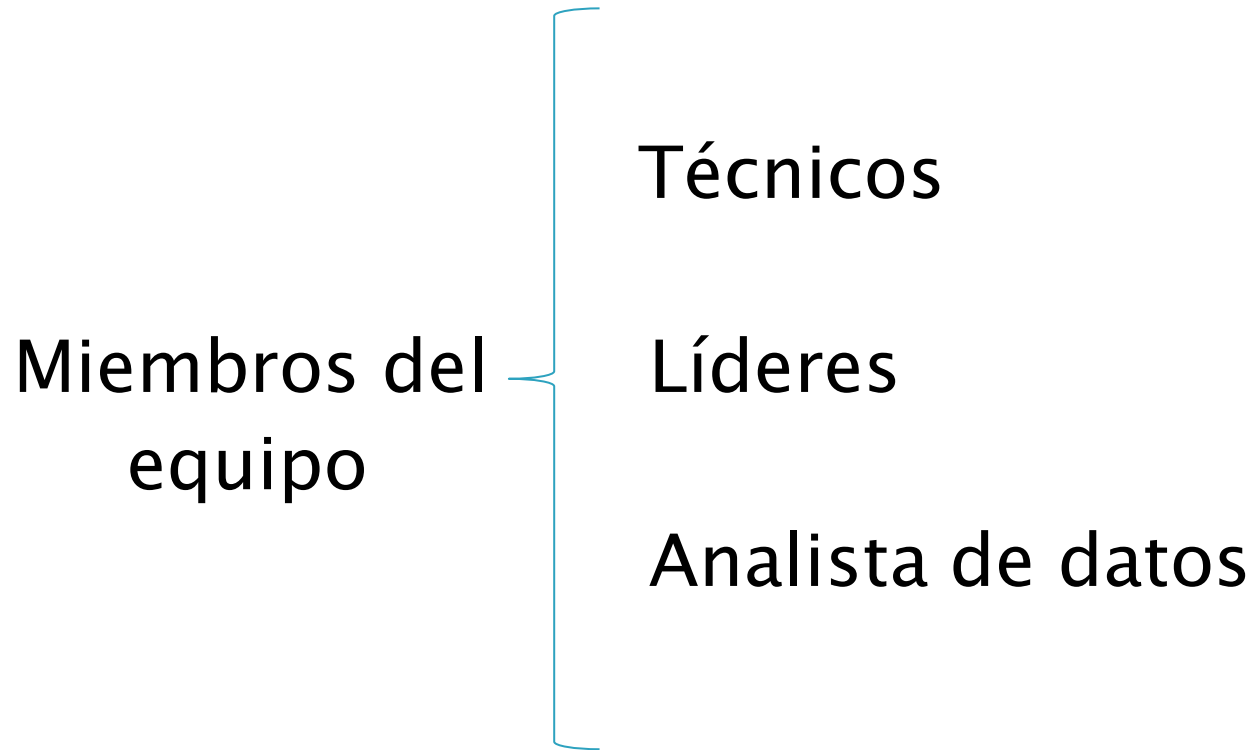 Miembros del
equipo
Técnicos
Líderes
Analista de datos